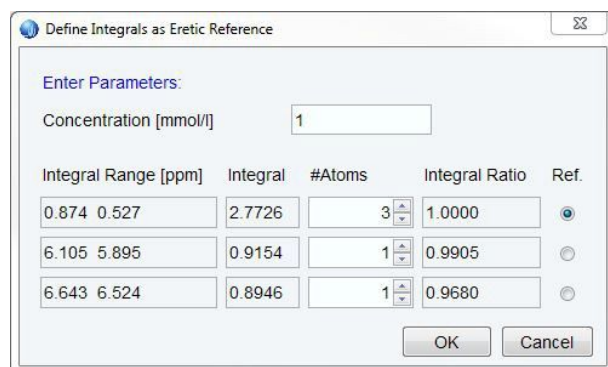 Define Integrals as Eretic Reference
Enter Parameters:
Concentration [mmol/l] 1
Integral Range [ppm] Integral #Atoms Integral Ratio Ref.
0.874 0.527 2.7726 3 1.0000
6.105 5.895 0.9154 1 0.9905
6.643 6.524 0.8946 1 0.9680
OK Cancel